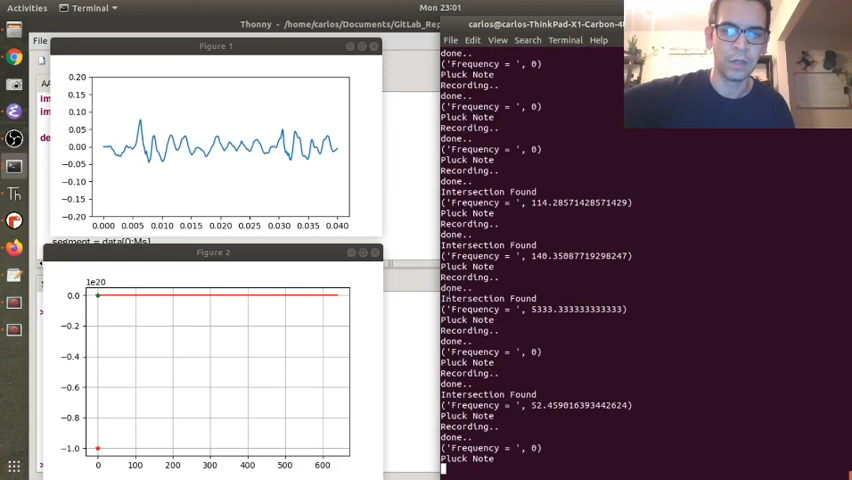 Activities
Terminal
Mon 23:01
Thonny - /home/carlos/Documents/GitLab_Rep
carlos@carlos-ThinkPad-X1-Carbon-4
File
File Edit View Search Terminal Help
Figure 1
0.20
0.15
0.10
0.05
0.00
−0.05
−0.10
−0.15
−0.20
0.000 0.005 0.010 0.015 0.020 0.025 0.030 0.035 0.040
segment = data[0:Ms]
Figure 2
1e20
0.0
−0.2
−0.4
−0.6
−0.8
−1.0
0 100 200 300 400 500 600
done..
('Frequency = ', 0)
Pluck Note
Recording..
done..
('Frequency = ', 0)
Pluck Note
Recording..
done..
('Frequency = ', 0)
Pluck Note
Recording..
done..
Intersection Found
('Frequency = ', 114.28571428571429)
Pluck Note
Recording..
done..
Intersection Found
('Frequency = ', 140.35087719298247)
Pluck Note
Recording..
done..
Intersection Found
('Frequency = ', 5333.333333333333)
Pluck Note
Recording..
done..
('Frequency = ', 0)
Pluck Note
Recording..
done..
Intersection Found
('Frequency = ', 52.459016393442624)
Pluck Note
Recording..
done..
('Frequency = ', 0)
Pluck Note